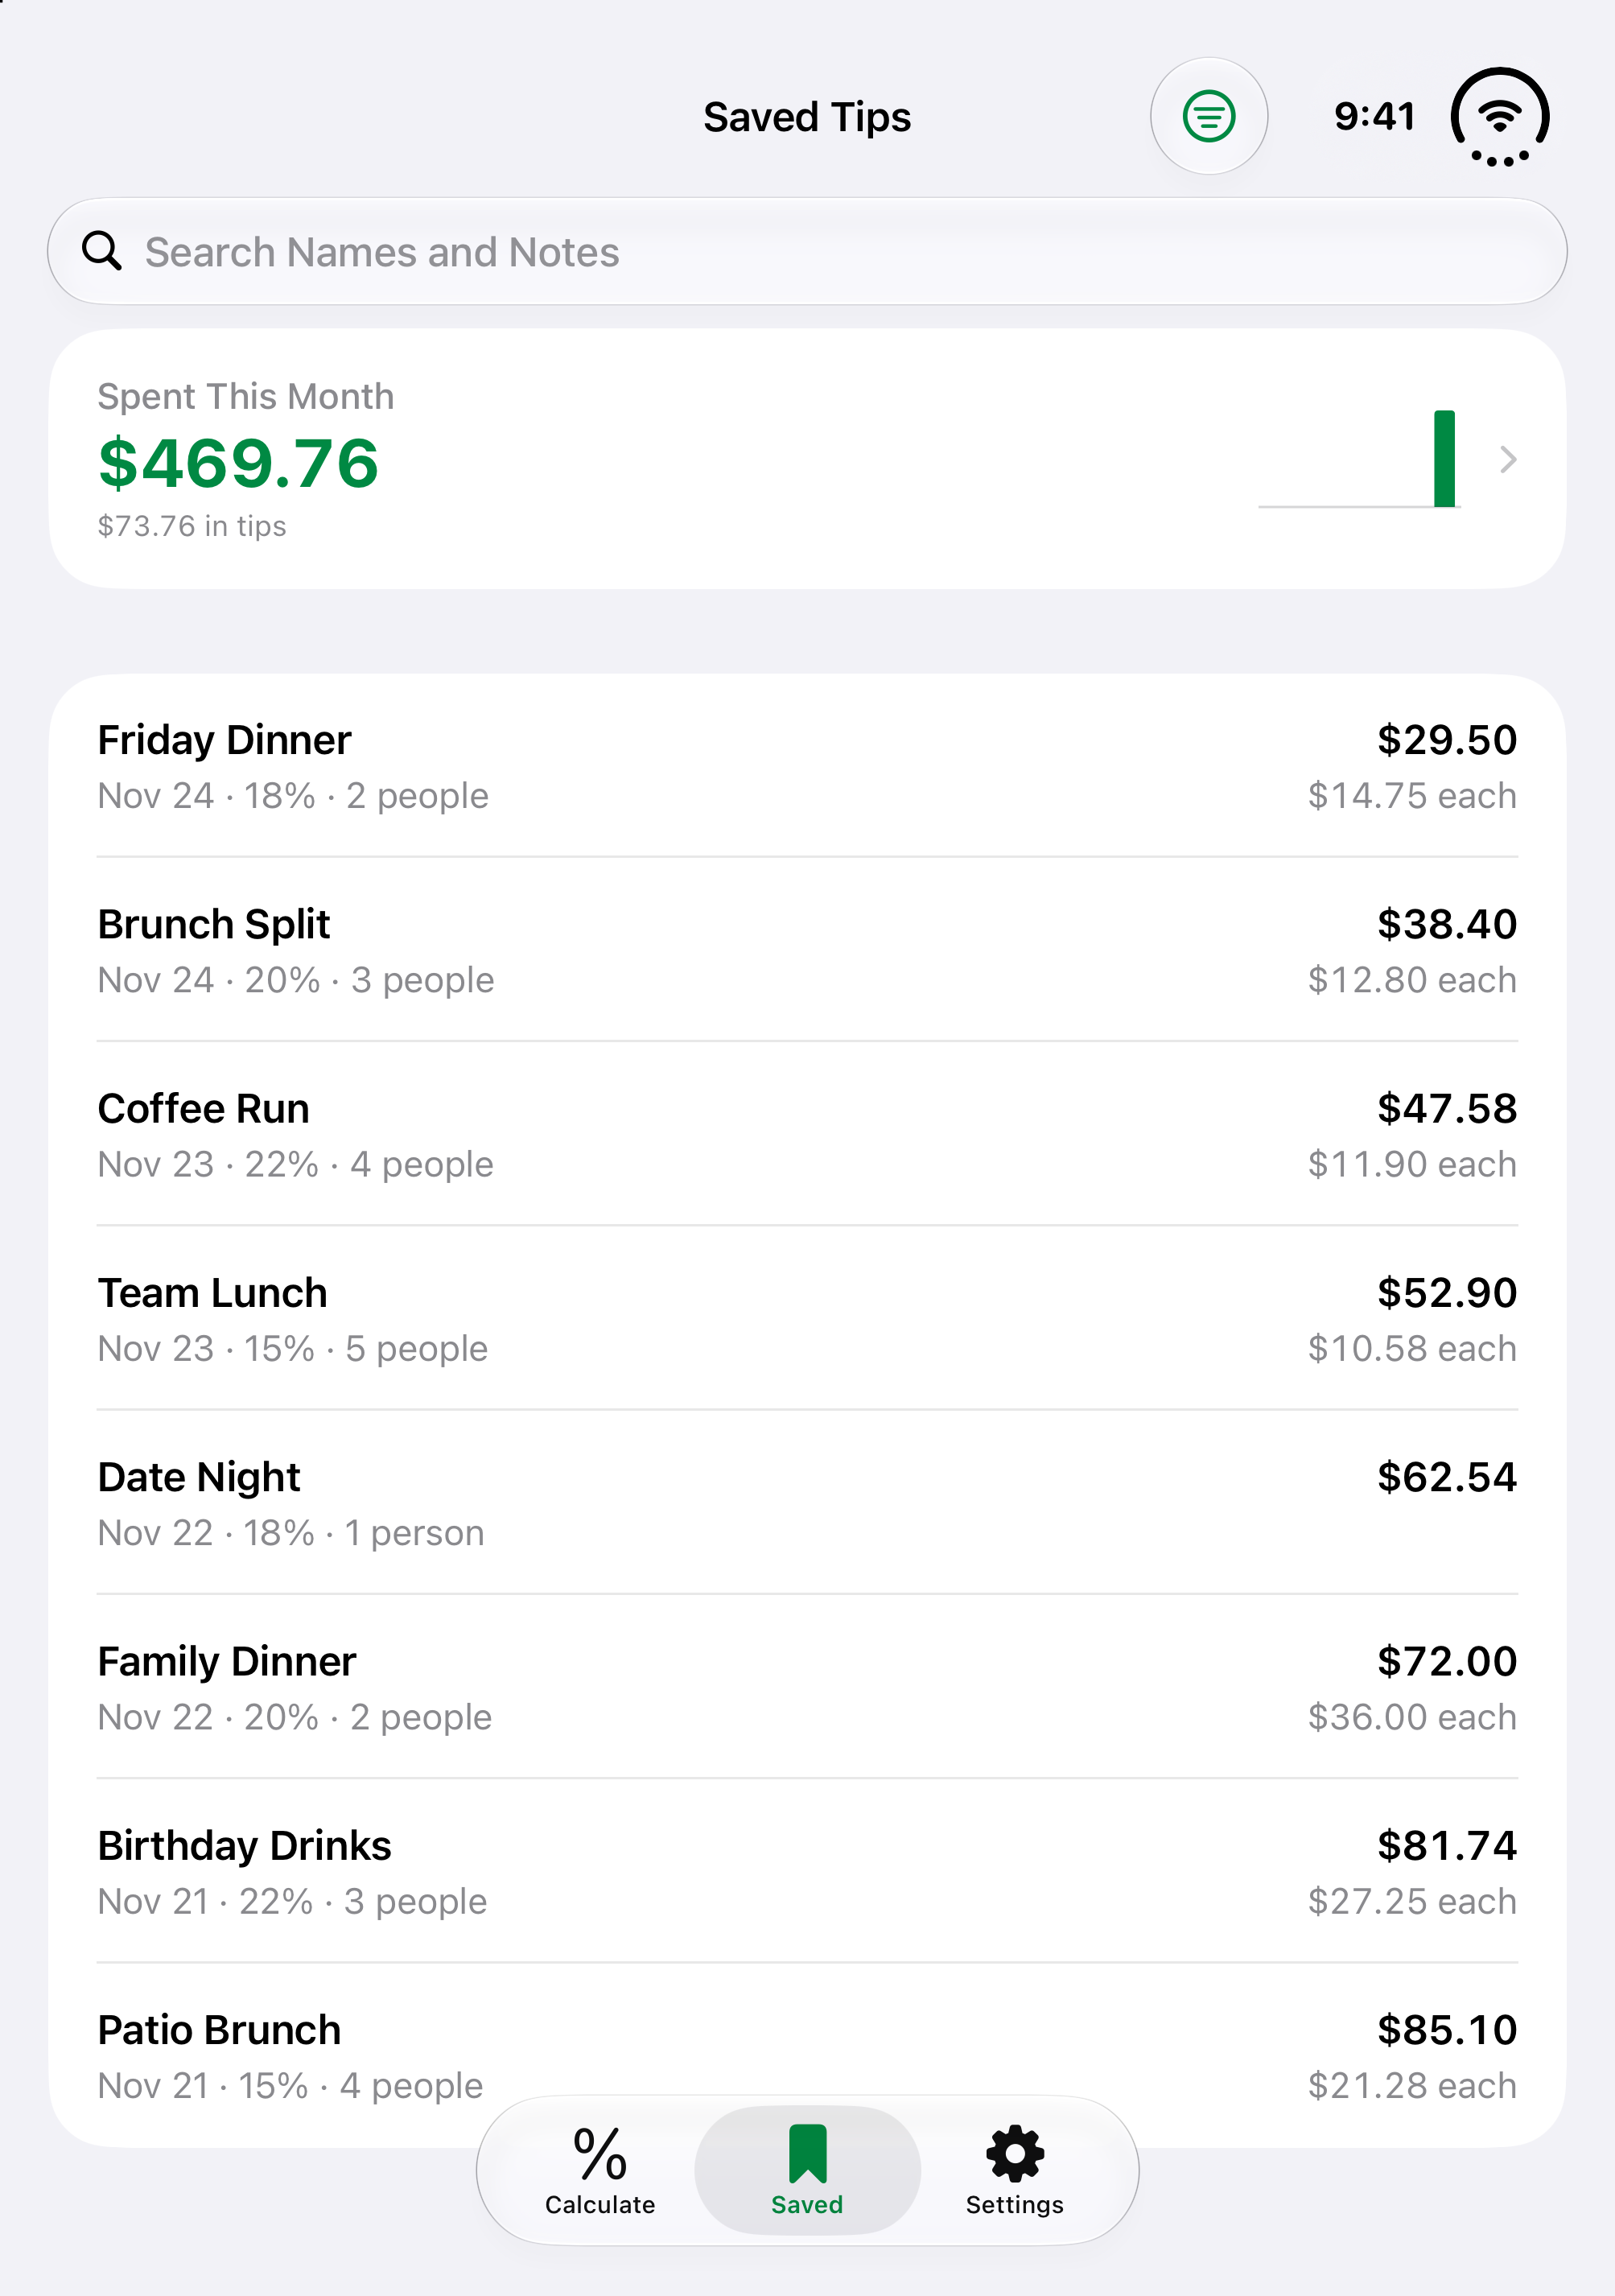 Saved Tips
9:41
Search Names and Notes
Spent This Month
$469.76
$73.76 in tips
Friday Dinner
$29.50
Nov 24 · 18% · 2 people
$14.75 each
Brunch Split
$38.40
Nov 24 · 20% · 3 people
$12.80 each
Coffee Run
$47.58
Nov 23 · 22% · 4 people
$11.90 each
Team Lunch
$52.90
Nov 23 · 15% · 5 people
$10.58 each
Date Night
$62.54
Nov 22 · 18% · 1 person
Family Dinner
$72.00
Nov 22 · 20% · 2 people
$36.00 each
Birthday Drinks
$81.74
Nov 21 · 22% · 3 people
$27.25 each
Patio Brunch
$85.10
Nov 21 · 15% · 4 people
$21.28 each
%
Calculate
Saved
Settings